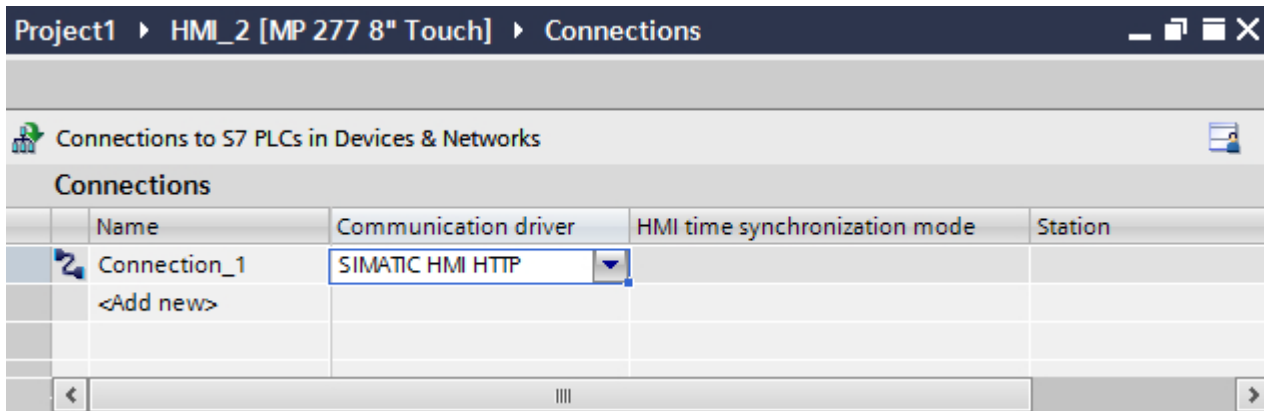 Project1 ▸ HMI_2 [MP 277 8" Touch] ▸ Connections
Connections to S7 PLCs in Devices & Networks
Connections
Name Communication driver HMI time synchronization mode Station
Connection_1 SIMATIC HMI HTTP
<Add new>